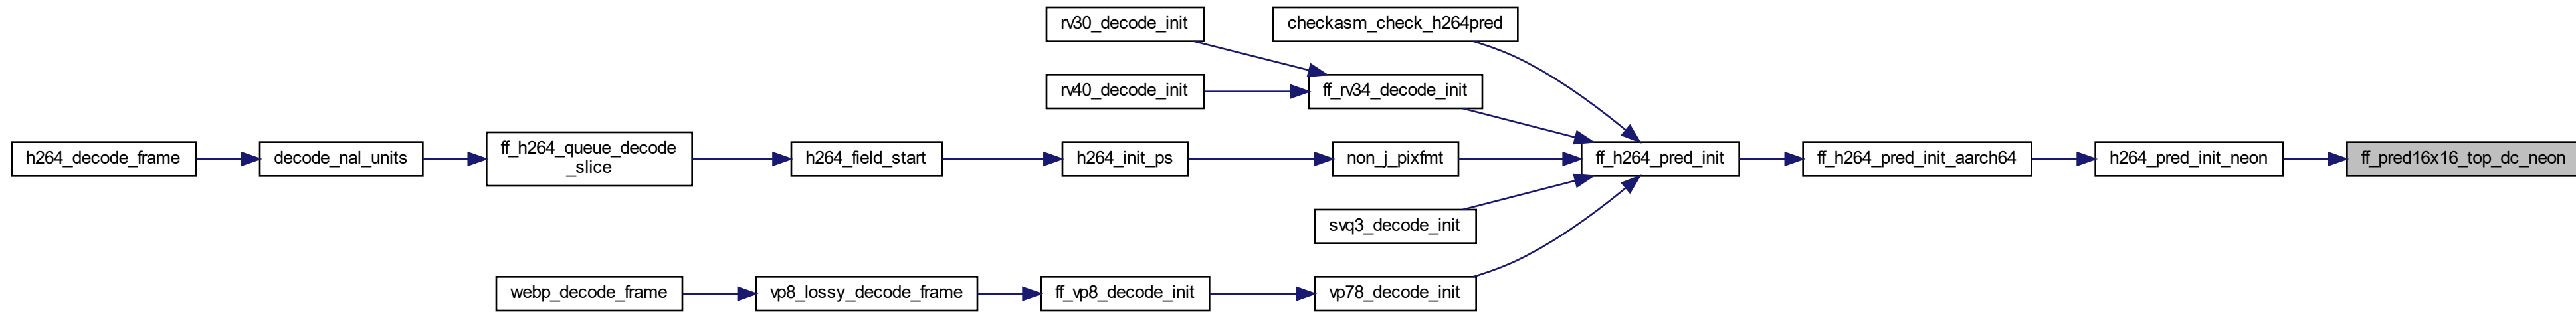 rv30_decode_init
checkasm_check_h264pred
rv40_decode_init
ff_rv34_decode_init
h264_decode_frame
decode_nal_units
ff_h264_queue_decode
_slice
h264_field_start
h264_init_ps
non_j_pixfmt
ff_h264_pred_init
ff_h264_pred_init_aarch64
h264_pred_init_neon
ff_pred16x16_top_dc_neon
svq3_decode_init
webp_decode_frame
vp8_lossy_decode_frame
ff_vp8_decode_init
vp78_decode_init